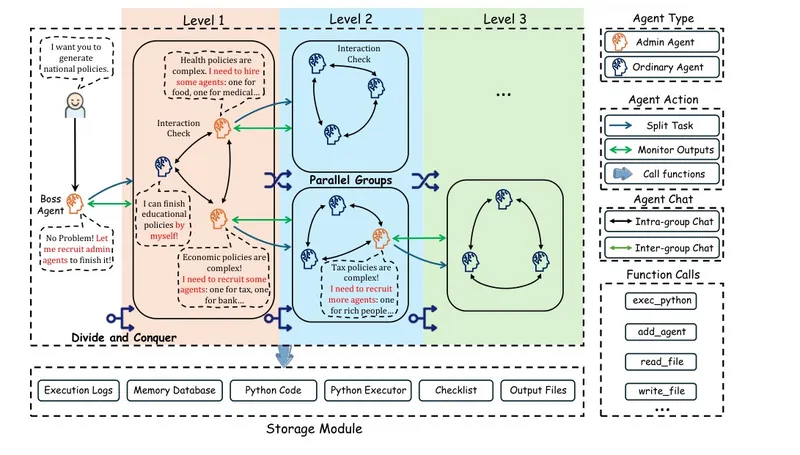 Level 1
Level 2
Level 3
I want you to
generate
national policies.
Boss
Agent
No Problem! Let
me recruit admin
agents to finish it!
Health policies are
complex. I need to hire
some agents: one for
food, one for medical...
Interaction
Check
I can finish
educational
policies by
myself!
Economic policies are
complex!
I need to recruit some
agents: one for tax, one
for bank...
Interaction
Check
Parallel Groups
Tax policies are
complex!
I need to recruit
more agents: one
for rich people...
...
Divide and Conquer
Execution Logs
Memory Database
Python Code
Python Executor
Checklist
Output Files
Storage Module
Agent Type
Admin Agent
Ordinary Agent
Agent Action
Split Task
Monitor Outputs
Call functions
Agent Chat
Intra-group Chat
Inter-group Chat
Function Calls
exec_python
add_agent
read_file
write_file
...